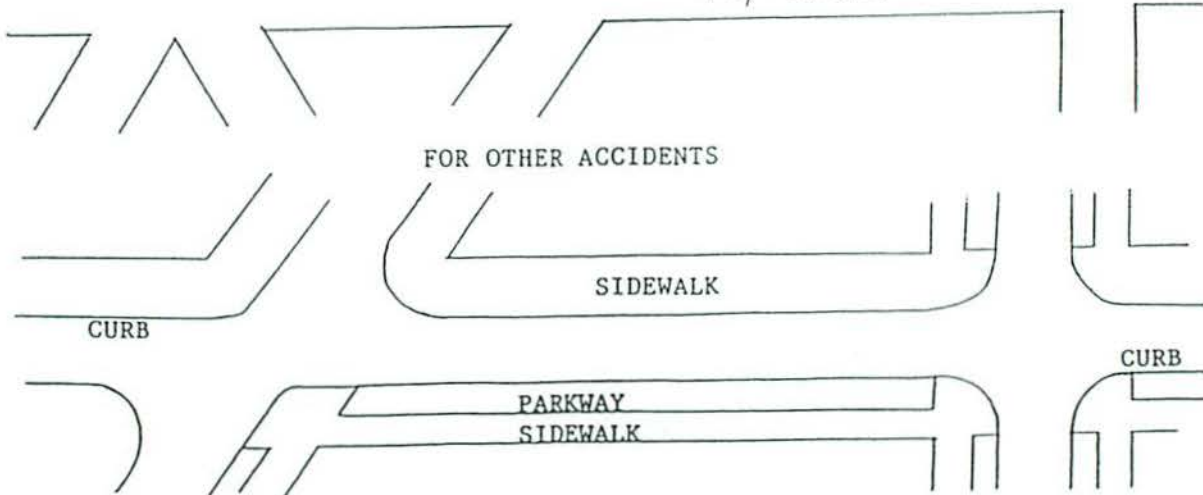 FOR OTHER ACCIDENTS
SIDEWALK
CURB
CURB
PARKWAY
SIDEWALK